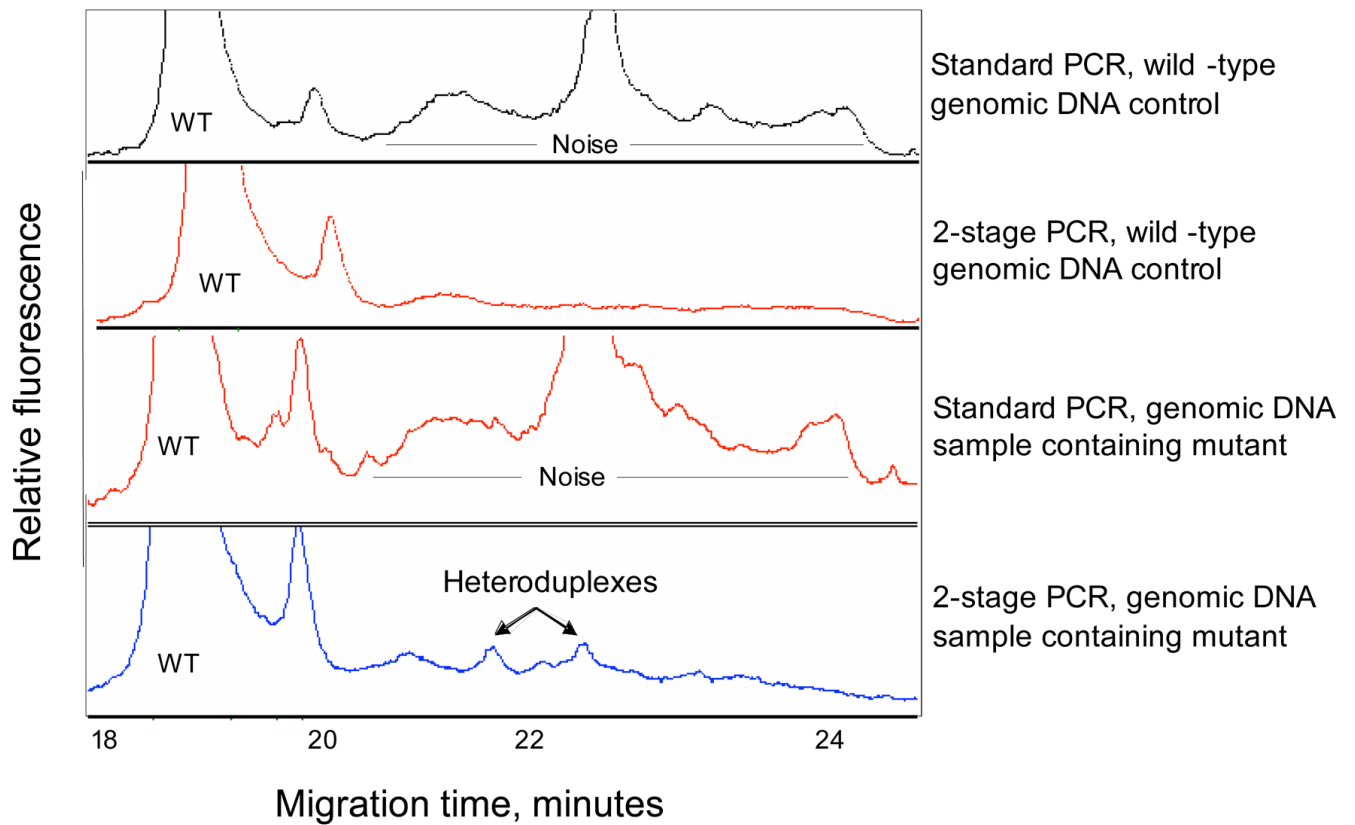 Relative fluorescence
Standard PCR, wild -type
genomic DNA control
WT
Noise
2-stage PCR, wild -type
genomic DNA control
WT
Standard PCR, genomic DNA
sample containing mutant
WT
Noise
Heteroduplexes
2-stage PCR, genomic DNA
sample containing mutant
WT
18 20 22 24
Migration time, minutes